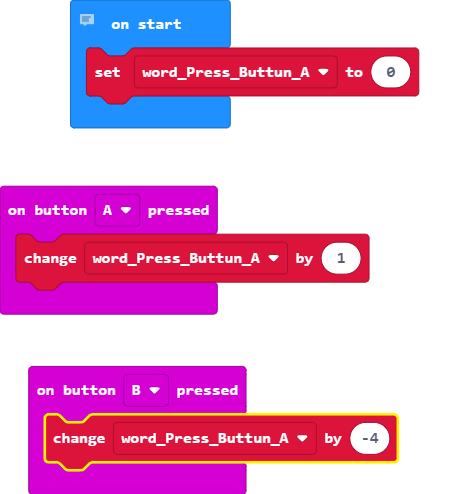 on start
set word_Press_Buttun_A to 0
on button A pressed
change word_Press_Buttun_A by 1
on button B pressed
change word_Press_Buttun_A by -4